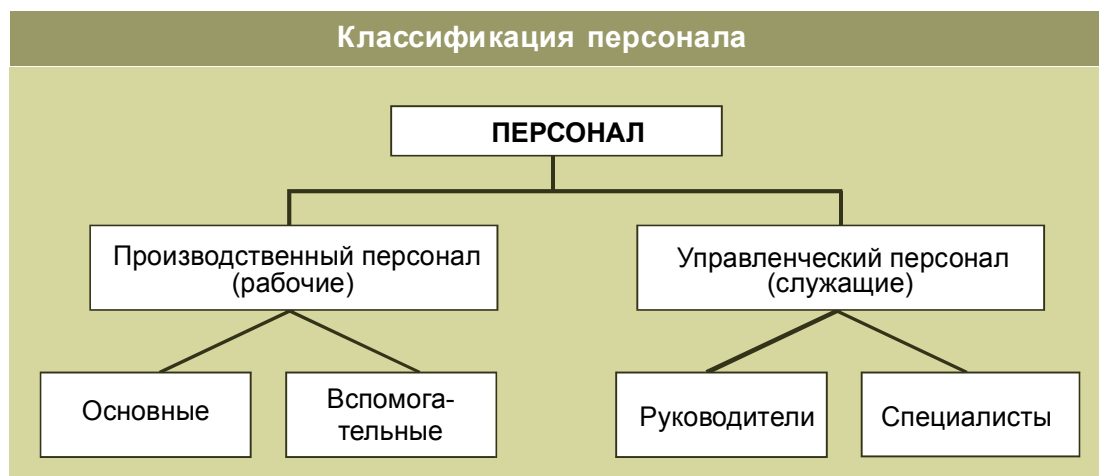 Классификация персонала
ПЕРСОНАЛ
Производственный персонал
(рабочие)
Управленческий персонал
(служащие)
Основные
Вспомога-
тельные
Руководители
Специалисты